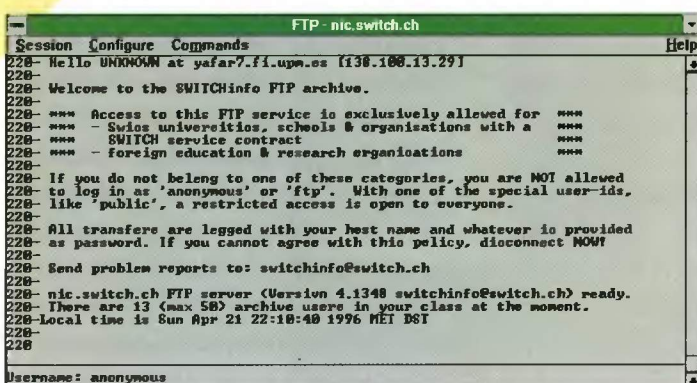 FTP - nic.switch.ch
Session Configure Commands Help
220- Hello UNKNOWN at yafar7.fi.upm.es [138.100.13.29]
220-
220- Welcome to the SWITCHinfo FTP archive.
220-
220- *** Access to this FTP service is exclusively allowed for ***
220- *** - Swiss universities, schools & organisations with a ***
220- *** SWITCH service contract ***
220- *** - foreign education & research organisations ***
220-
220- If you do not belong to one of these categories, you are NOT allowed
220- to log in as 'anonymous' or 'ftp'. With one of the special user-ids,
220- like 'public', a restricted access is open to everyone.
220-
220- All transfers are logged with your host name and whatever is provided
220- as password. If you cannot agree with this policy, disconnect NOW!
220-
220- Send problem reports to: switchinfo@switch.ch
220-
220- nic.switch.ch FTP server (Version 4.1340 switchinfo@switch.ch) ready.
220- There are 13 (max 50) archive users in your class at the moment.
220-Local time is Sun Apr 21 22:10:40 1996 MET DST
220-
220
Username: anonymous